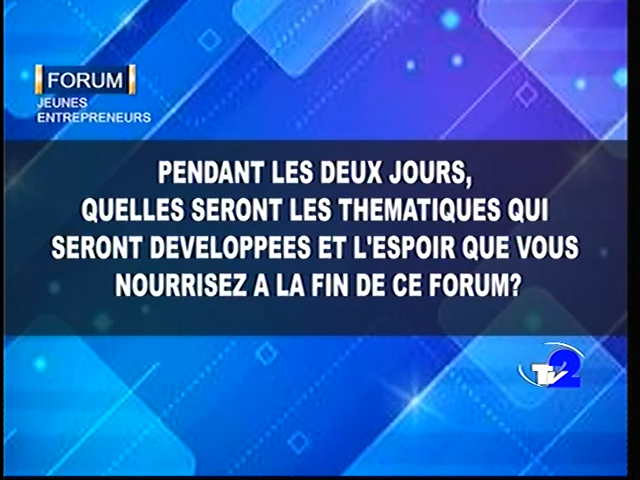 FORUM
JEUNES
ENTREPRENEURS
PENDANT LES DEUX JOURS,
QUELLES SERONT LES THEMATIQUES QUI
SERONT DEVELOPPEES ET L'ESPOIR QUE VOUS
NOURRISEZ A LA FIN DE CE FORUM?
TV2